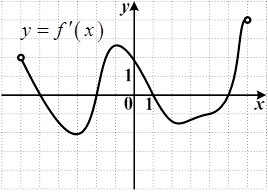 y
y = f'(x)
1
0 1 x